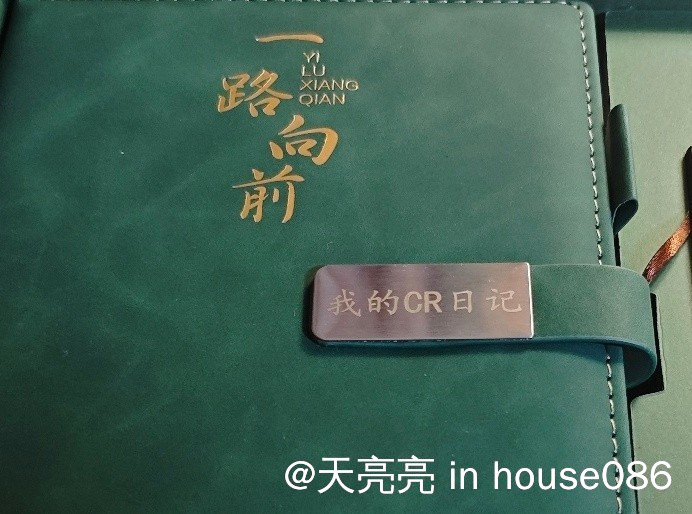 一
路
向
前
YI
LU
XIANG
QIAN
我的CR日记
@天亮亮 in house086